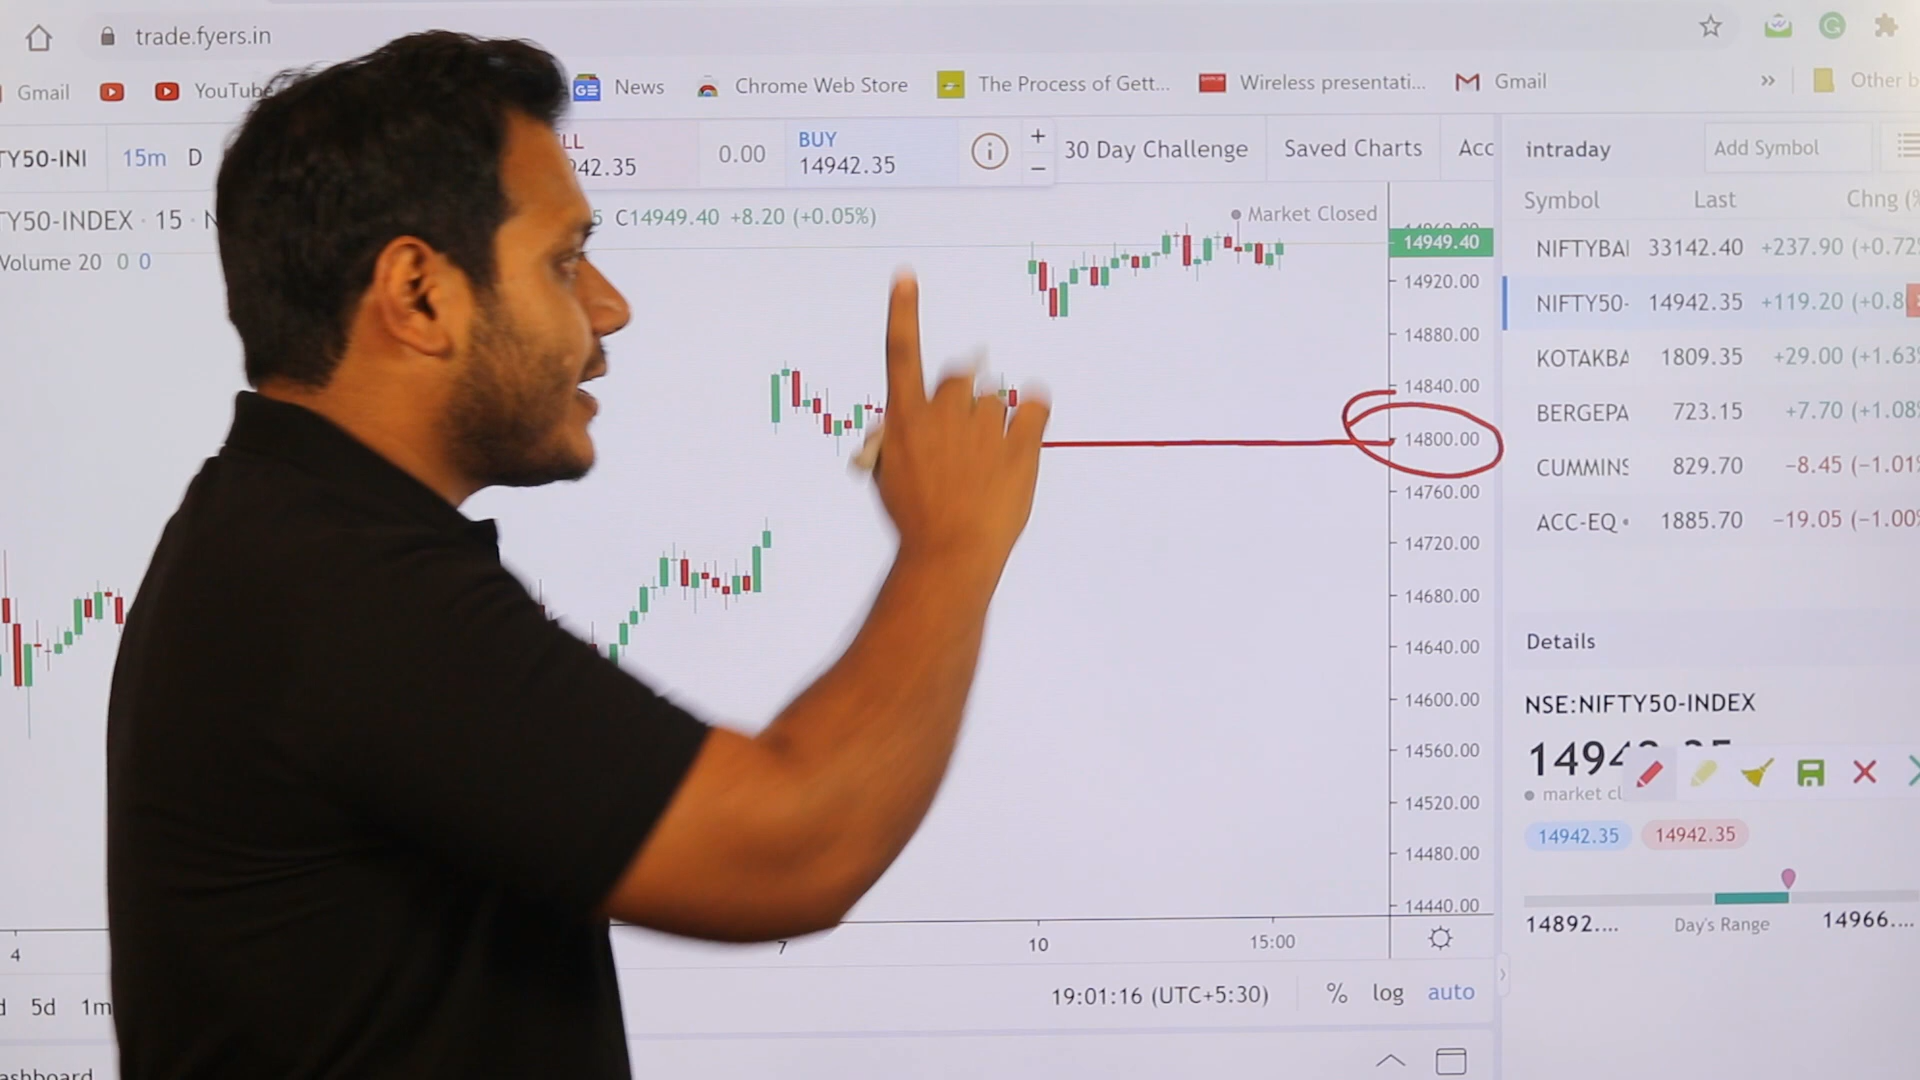 trade.fyers.in
Gmail
YouTube
News
Chrome Web Store
The Process of Gett...
Wireless presentati...
Gmail
»
Other b
TY50-INI
15m
D
LL
942.35
0.00
BUY
14942.35
+
−
30 Day Challenge
Saved Charts
Acc
intraday
Add Symbol
TY50-INDEX · 15 · N
5 C14949.40 +8.20 (+0.05%)
Market Closed
Volume 20 0 0
Symbol Last Chng (%
NIFTYBAI 33142.40 +237.90 (+0.72
NIFTY50- 14942.35 +119.20 (+0.8
KOTAKBA 1809.35 +29.00 (+1.63
BERGEPA 723.15 +7.70 (+1.08
CUMMINS 829.70 −8.45 (−1.01
ACC-EQ 1885.70 −19.05 (−1.00
14949.40
14920.00
14880.00
14840.00
14800.00
14760.00
14720.00
14680.00
14640.00
14600.00
14560.00
14520.00
14480.00
14440.00
Details
NSE:NIFTY50-INDEX
14942.35
market cl
14942.35 14942.35
14892.... Day's Range 14966....
4 7 10 15:00
5d 1m
19:01:16 (UTC+5:30) % log auto
ashboard